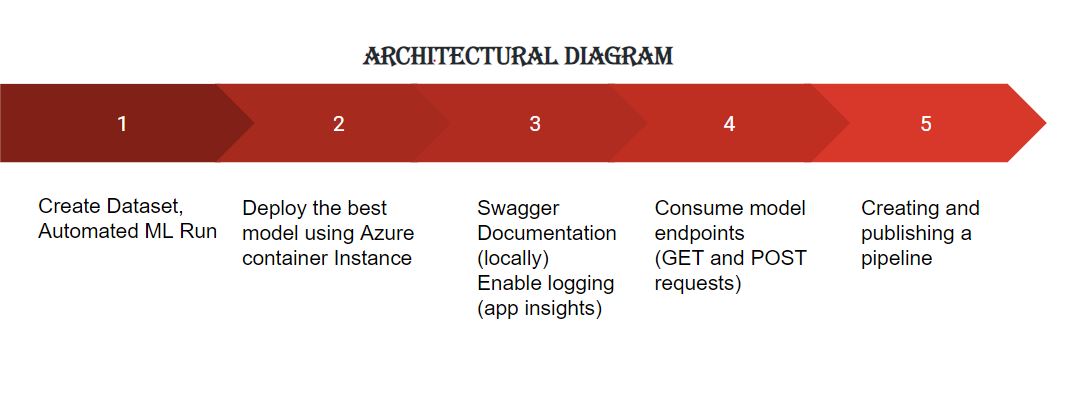 ARCHITECTURAL DIAGRAM
1
2
3
4
5
Create Dataset,
Automated ML Run
Deploy the best
model using Azure
container Instance
Swagger
Documentation
(locally)
Enable logging
(app insights)
Consume model
endpoints
(GET and POST
requests)
Creating and
publishing a
pipeline